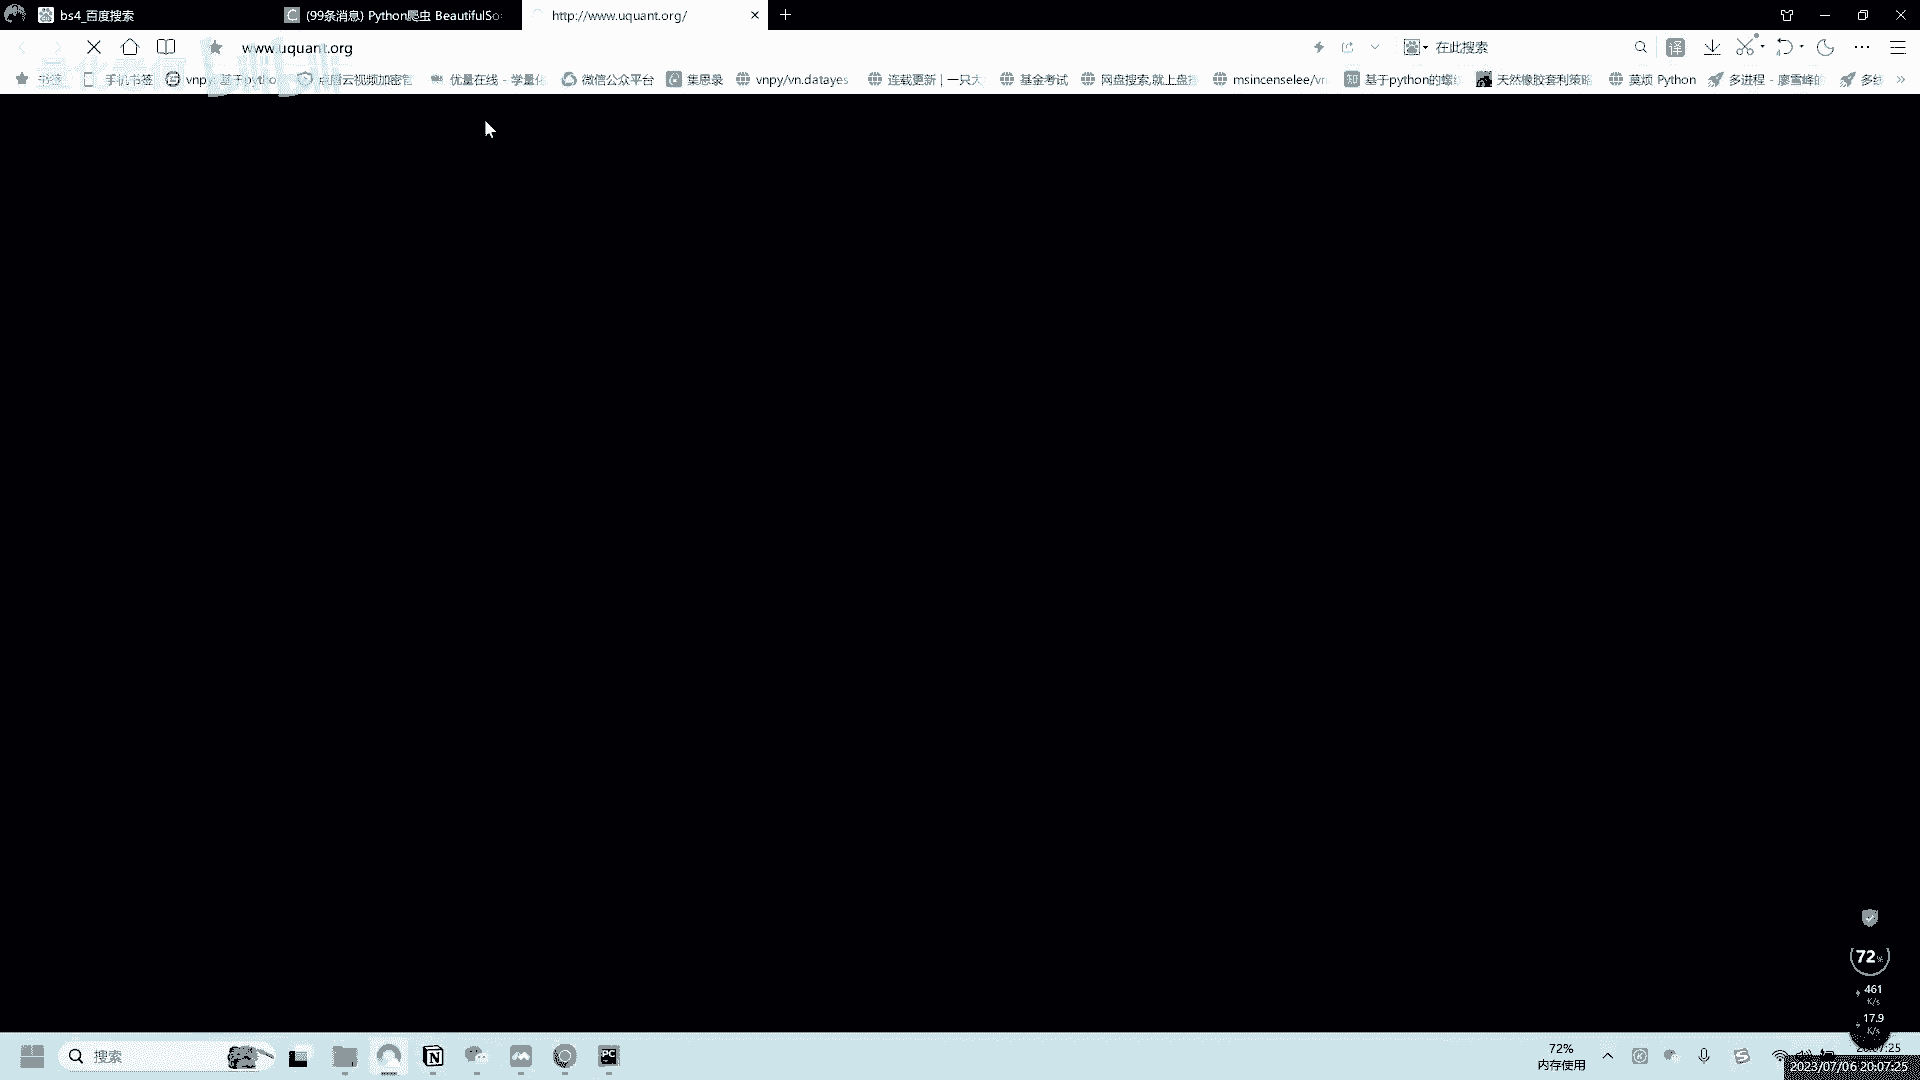 bs4_百度搜索
(99条消息) Python爬虫 BeautifulSo
http://www.uquant.org/
www.uquant.org
在此搜索
译
书签
手机书签
vnpy
基于pytho
点盾云视频加密管
优量在线 - 学量化
微信公众平台
集思录
vnpy/vn.datayes
连载更新 | 一只大
基金考试
网盘搜索,就上盘搜
msincenselee/vn
知
基于python的螺纹
天然橡胶套利策略
莫烦 Python
多进程 - 廖雪峰的
多线
72%
461
K/s
17.9
K/s
搜索
PC
72%
内存使用
2023/07/06 20:07:25